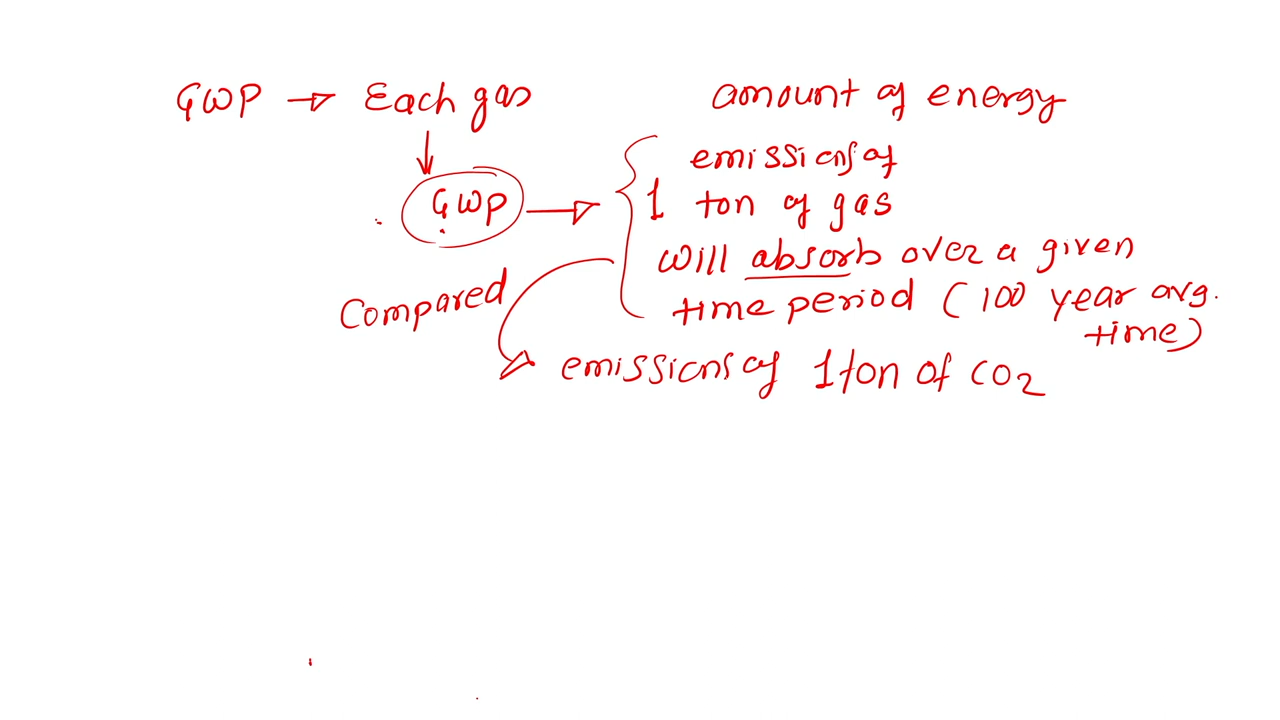 GWP → Each gas
amount of energy
GWP →
emissions of
1 ton of gas
will absorb over a given
time period (100 year avg.
time)
Compared
emissions of 1 ton of CO2